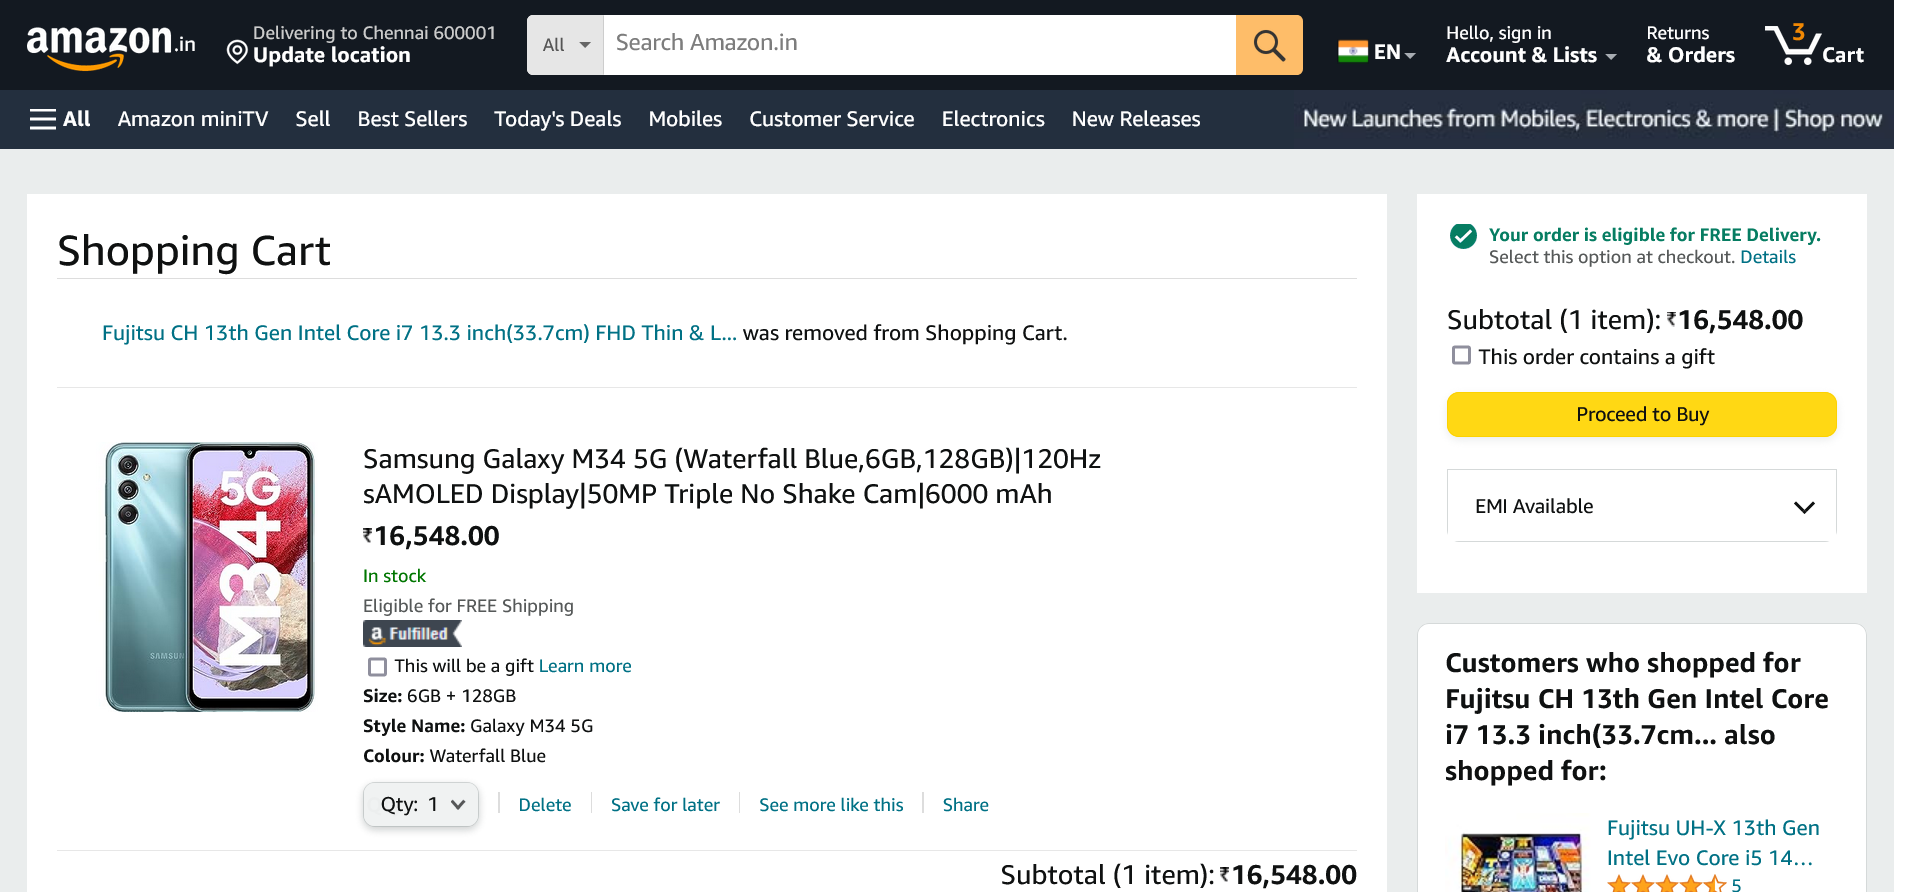 amazon.in
Delivering to Chennai 600001
Update location
All
Search Amazon.in
EN
Hello, sign in
Account & Lists
Returns
& Orders
3
Cart
All
Amazon miniTV
Sell
Best Sellers
Today's Deals
Mobiles
Customer Service
Electronics
New Releases
New Launches from Mobiles, Electronics & more | Shop now
Shopping Cart
Fujitsu CH 13th Gen Intel Core i7 13.3 inch(33.7cm) FHD Thin & L... was removed from Shopping Cart.
5G
M34
SAMSUN
Samsung Galaxy M34 5G (Waterfall Blue,6GB,128GB)|120Hz
sAMOLED Display|50MP Triple No Shake Cam|6000 mAh
₹16,548.00
In stock
Eligible for FREE Shipping
a Fulfilled
This will be a gift Learn more
Size: 6GB + 128GB
Style Name: Galaxy M34 5G
Colour: Waterfall Blue
Qty: 1
Delete
Save for later
See more like this
Share
Subtotal (1 item): ₹16,548.00
Your order is eligible for FREE Delivery.
Select this option at checkout. Details
Subtotal (1 item): ₹16,548.00
This order contains a gift
Proceed to Buy
EMI Available
Customers who shopped for
Fujitsu CH 13th Gen Intel Core
i7 13.3 inch(33.7cm... also
shopped for:
Fujitsu UH-X 13th Gen
Intel Evo Core i5 14...
5